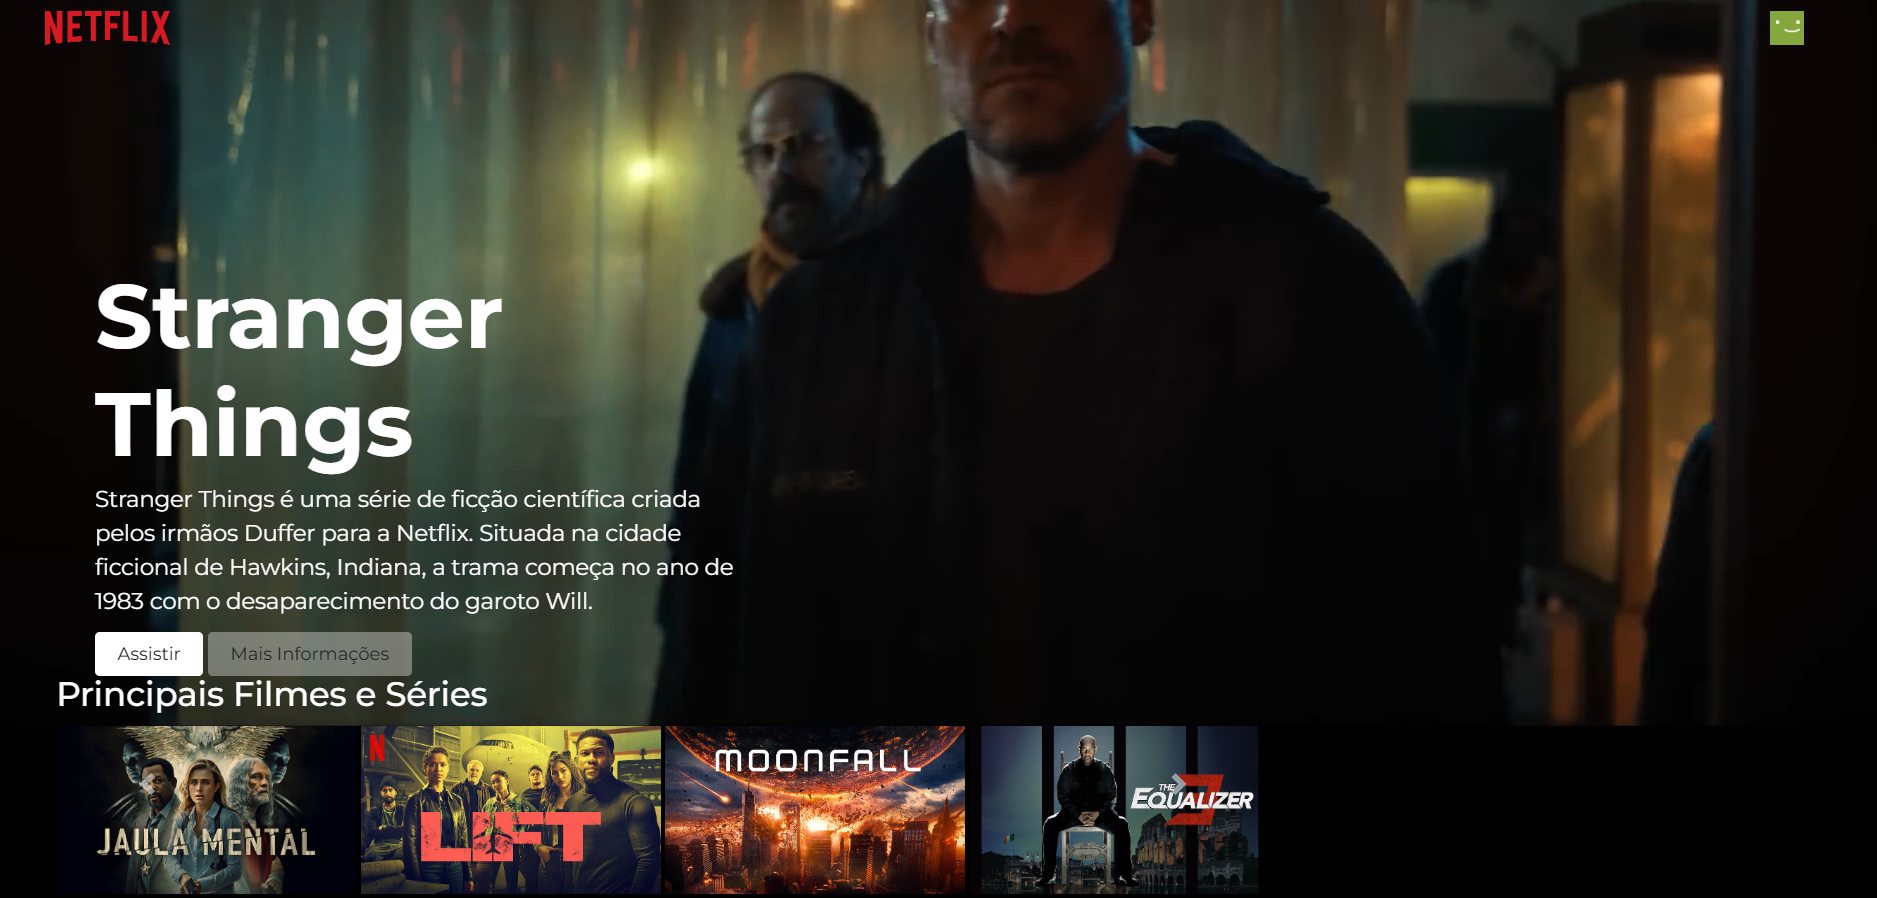 NETFLIX
Stranger
Things
Stranger Things é uma série de ficção científica criada
pelos irmãos Duffer para a Netflix. Situada na cidade
ficcional de Hawkins, Indiana, a trama começa no ano de
1983 com o desaparecimento do garoto Will.
Assistir
Mais Informações
Principais Filmes e Séries
JAULA MENTAL
N
LIFT
MOONFALL
THE
EQUALIZER
3